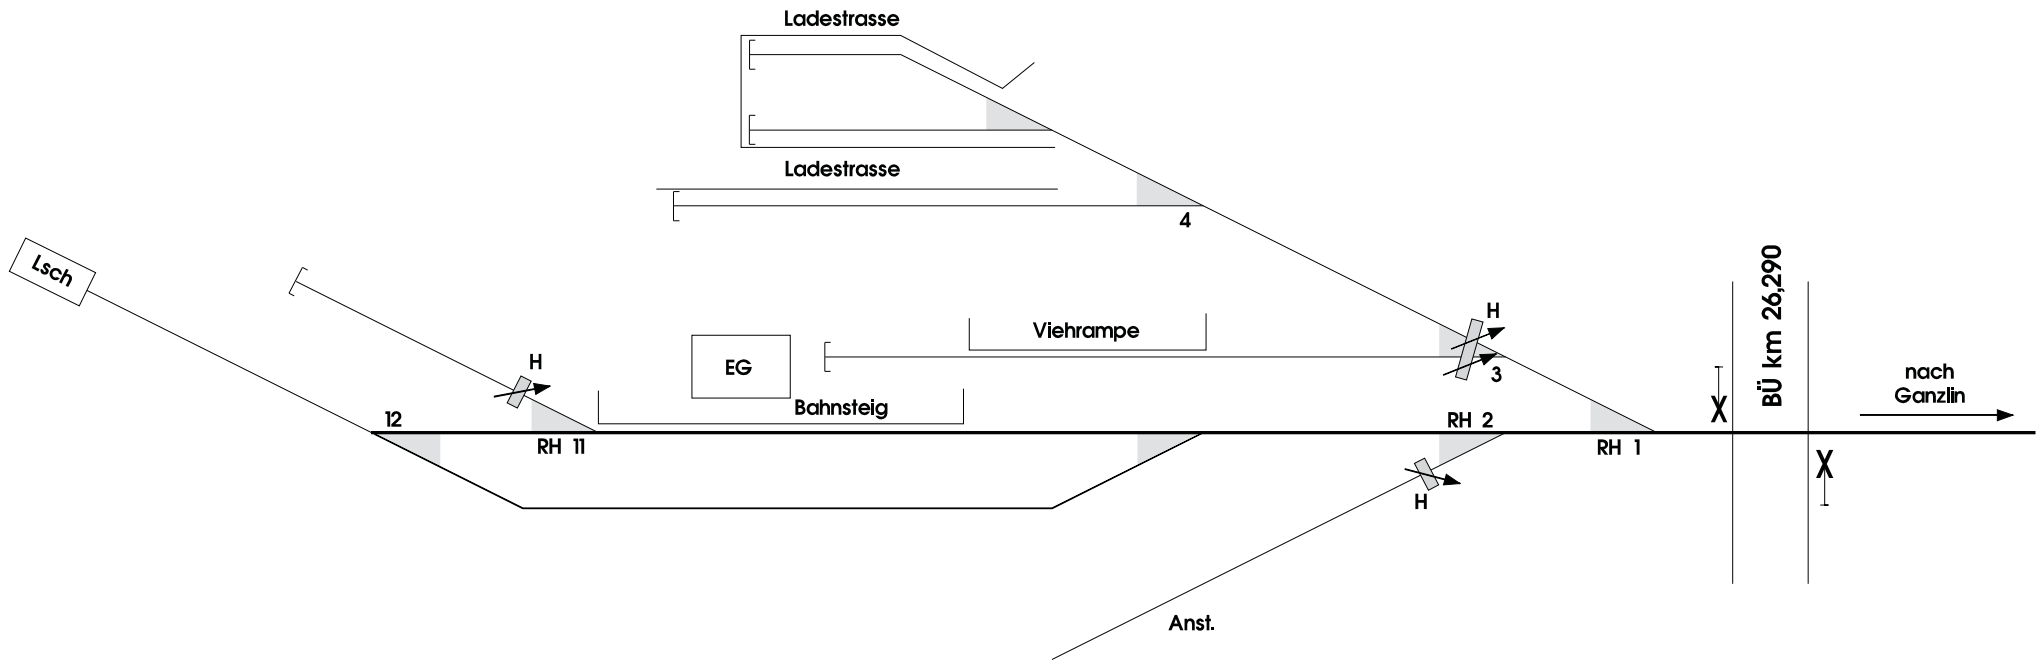 Ladestrasse
Ladestrasse
4
Lsch
BÜ km 26,290
H
Viehrampe
H
EG
3
nach
Ganzlin
X
Bahnsteig
12
RH 2
RH 11
RH 1
X
H
Anst.